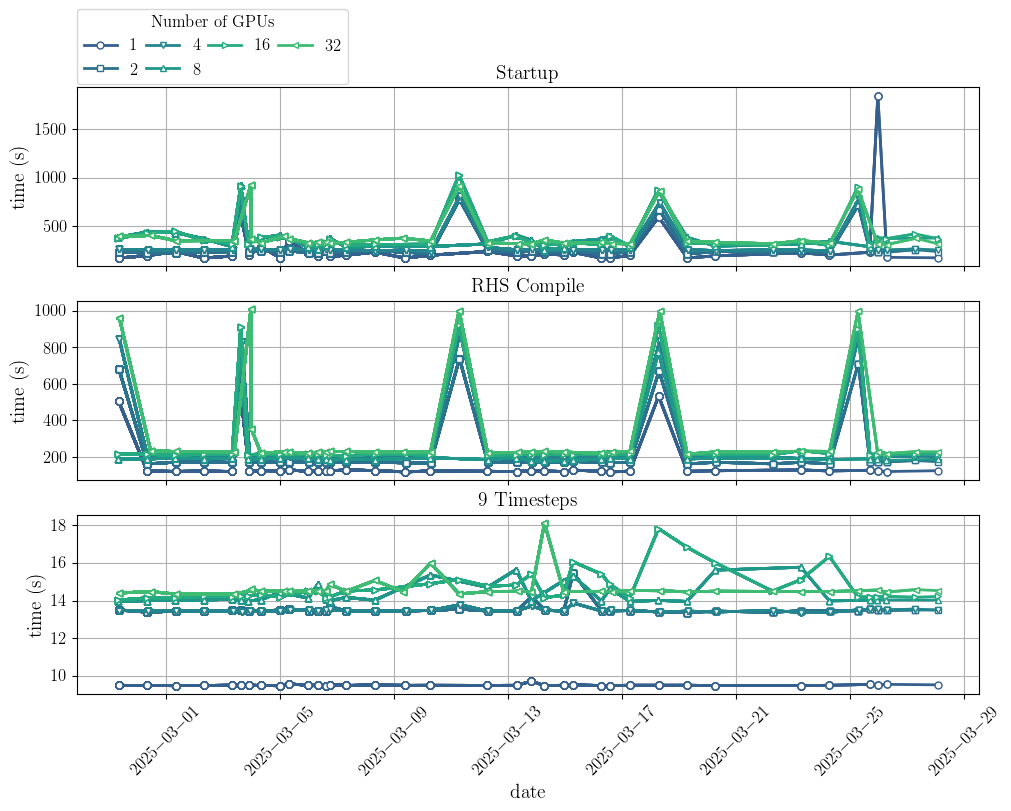 Number of GPUs
1 4 16 32
2 8
Startup
time (s)
1500
1000
500
RHS Compile
time (s)
1000
800
600
400
200
9 Timesteps
time (s)
18
16
14
12
10
2025−03−01 2025−03−05 2025−03−09 2025−03−13 2025−03−17 2025−03−21 2025−03−25 2025−03−29
date